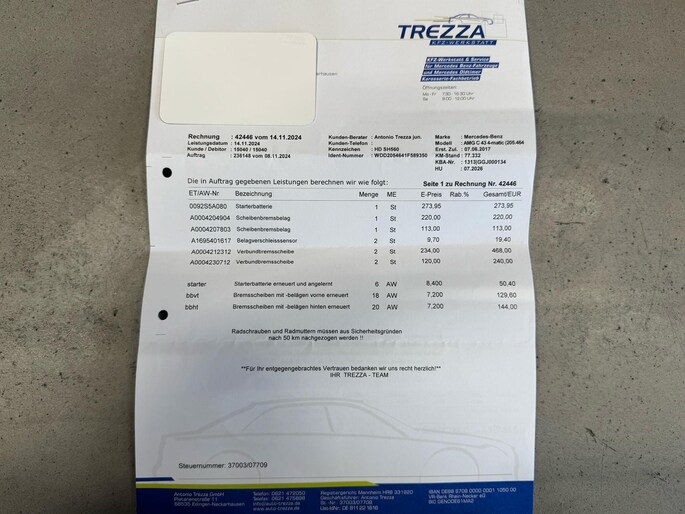 TREZZA
KFZ-WERKSTATT
KFZ-Werkstatt & Service
für Mercedes Benz-Fahrzeuge
und Mercedes Oldtimer
Karosserie-Fachbetrieb
Öffnungszeiten:
Rechnung : 42446 vom 14.11.2024
Leistungsdatum : 14.11.2024
Kunde / Debitor : 15040 / 15040
Auftrag : 236148 vom 08.11.2024
Kunden-Berater : Antonio Trezza jun.
Kunden-Telefon :
Kennzeichen : HD SH560
Ident-Nummer : WDD2054641F589350
Marke : Mercedes-Benz
Modell : AMG C 43 4-matic (205.464
Erst. Zul. : 07.06.2017
KM-Stand : 77.332
KBA-Nr. : 1313|GGJ000134
HU : 07.2026
Die in Auftrag gegebenen Leistungen berechnen wir wie folgt: Seite 1 zu Rechnung Nr. 42446
ET/AW-Nr Bezeichnung Menge ME E-Preis Rab % Gesamt/EUR
0092S5A080 Starterbatterie 1 St 273,95 273,95
A0004204904 Scheibenbremsbelag 1 St 220,00 220,00
A0004207803 Scheibenbremsbelag 1 St 113,00 113,00
A1695401617 Belagverschleisssensor 2 St 9,70 19,40
A0004212312 Verbundbremsscheibe 2 St 234,00 468,00
A0004230712 Verbundbremsscheibe 2 St 120,00 240,00
starter Starterbatterie erneuert und angelernt 6 AW 8,400 50,40
bbvt Bremsscheiben mit -belägen vorne erneuert 18 AW 7,200 129,60
bbht Bremsscheiben mit -belägen hinten erneuert 20 AW 7,200 144,00
Radschrauben und Radmuttern müssen aus Sicherheitsgründen
nach 50 km nachgezogen werden !!
**Für Ihr entgegengebrachtes Vertrauen bedanken wir uns recht herzlich!**
IHR TREZZA - TEAM
Steuernummer: 37003/07709
Antonio Trezza GmbH